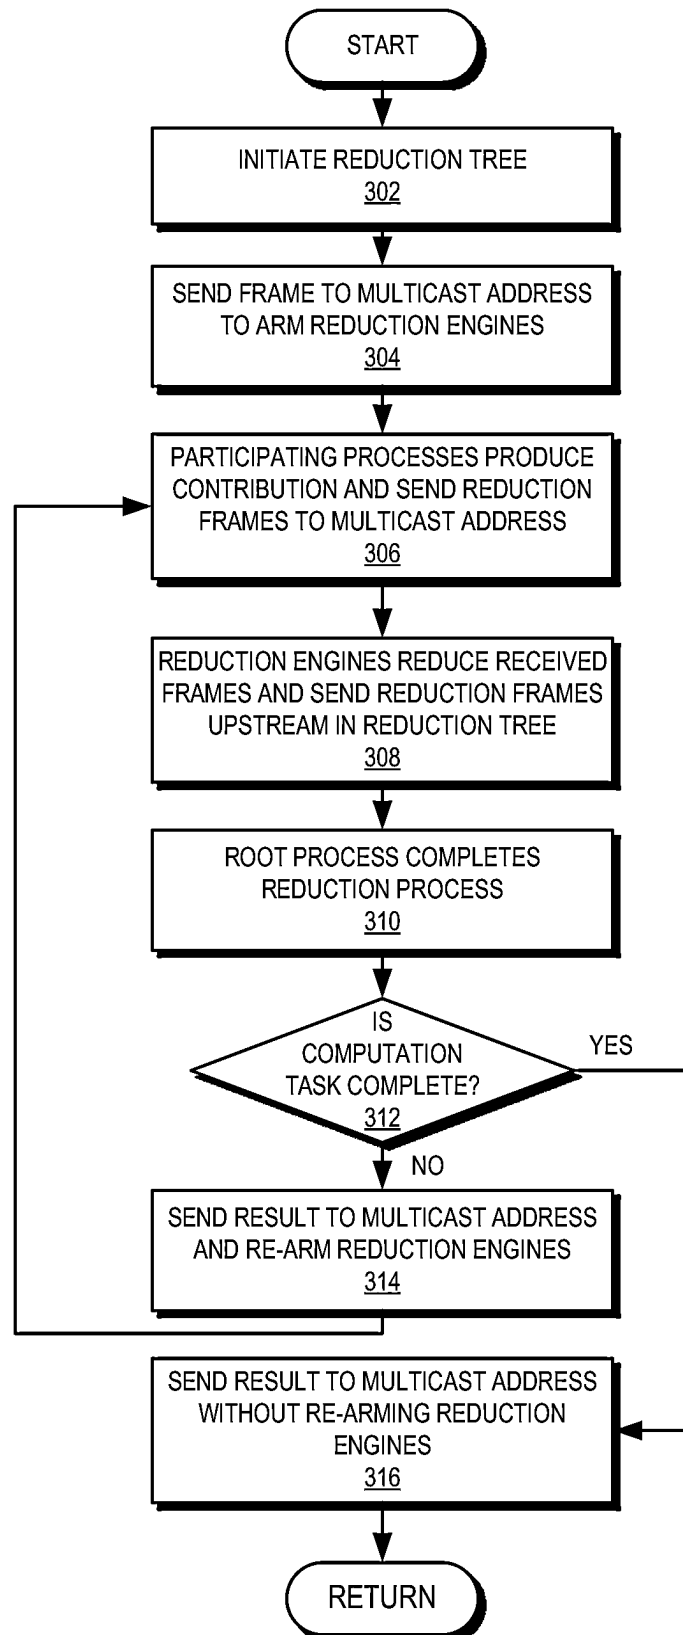 START
INITIATE REDUCTION TREE
302
SEND FRAME TO MULTICAST ADDRESS
TO ARM REDUCTION ENGINES
304
PARTICIPATING PROCESSES PRODUCE
CONTRIBUTION AND SEND REDUCTION
FRAMES TO MULTICAST ADDRESS
306
REDUCTION ENGINES REDUCE RECEIVED
FRAMES AND SEND REDUCTION FRAMES
UPSTREAM IN REDUCTION TREE
308
ROOT PROCESS COMPLETES
REDUCTION PROCESS
310
IS
COMPUTATION
TASK COMPLETE?
312
YES
NO
SEND RESULT TO MULTICAST ADDRESS
AND RE-ARM REDUCTION ENGINES
314
SEND RESULT TO MULTICAST ADDRESS
WITHOUT RE-ARMING REDUCTION
ENGINES
316
RETURN